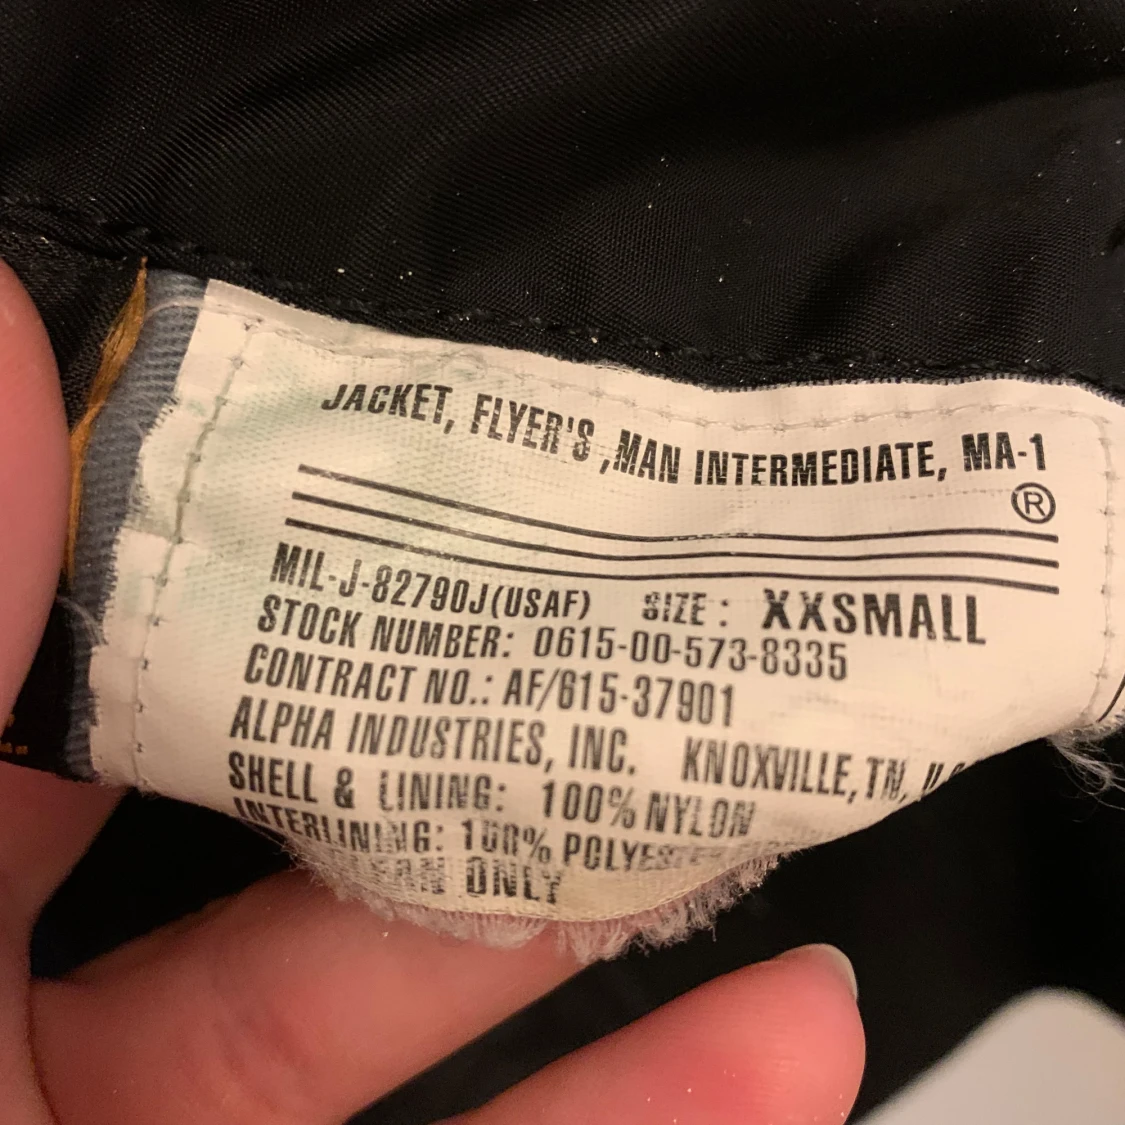 JACKET, FLYER'S ,MAN INTERMEDIATE, MA-1
®
MIL-J-82790J(USAF) SIZE: XXSMALL
STOCK NUMBER: 0615-00-573-8335
CONTRACT NO.: AF/615-37901
ALPHA INDUSTRIES, INC. KNOXVILLE, TN,
SHELL & LINING: 100% NYLON
INTERLINING: 100% POLYESTER
ONLY